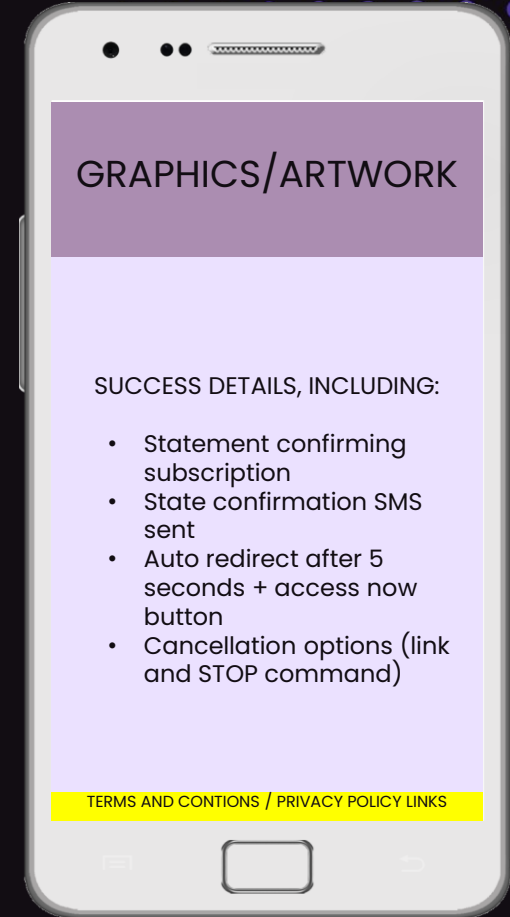 GRAPHICS/ARTWORK
SUCCESS DETAILS, INCLUDING:
• Statement confirming
subscription
• State confirmation SMS
sent
• Auto redirect after 5
seconds + access now
button
• Cancellation options (link
and STOP command)
TERMS AND CONTIONS / PRIVACY POLICY LINKS